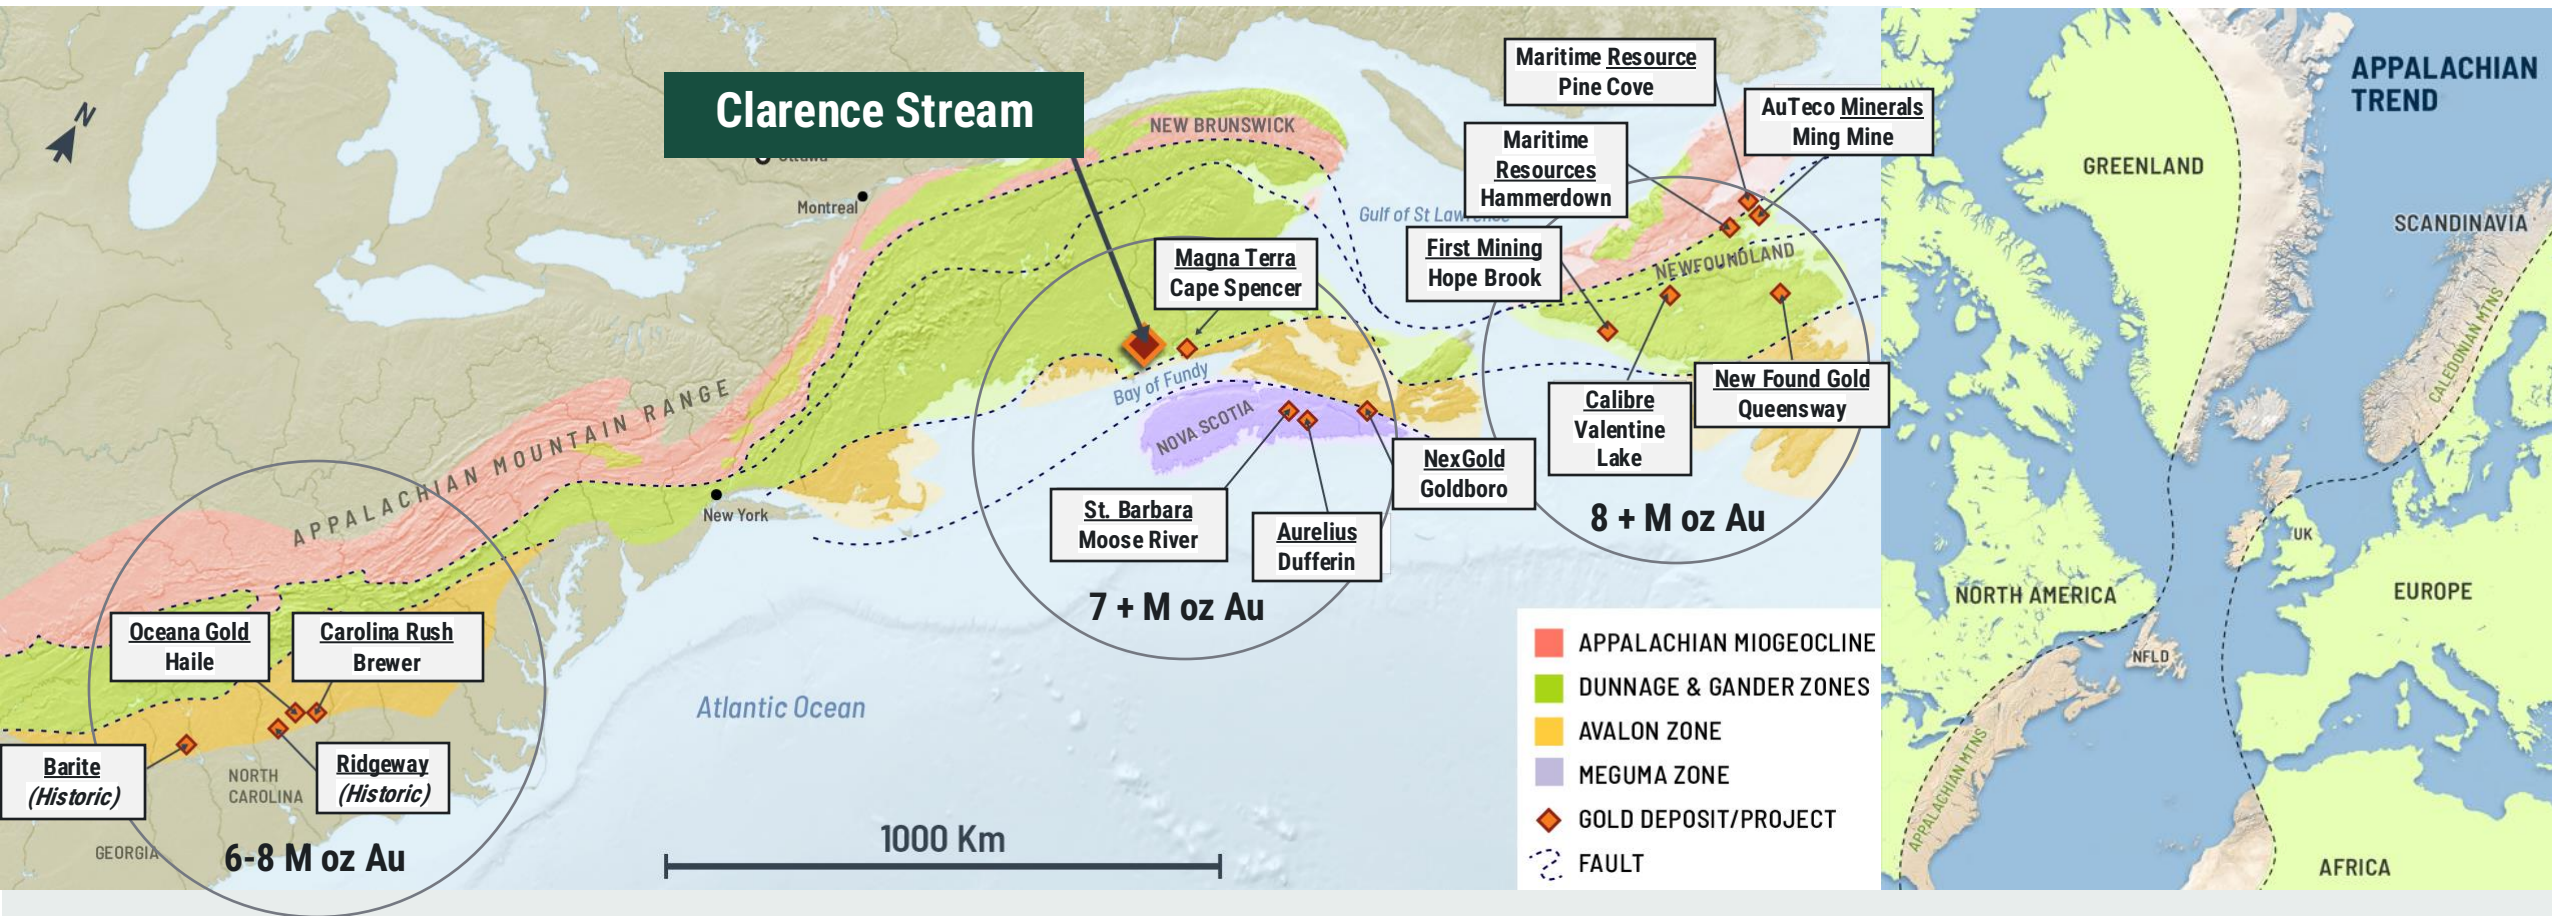 N
Clarence Stream
Ottawa
Montreal
New York
NEW BRUNSWICK
Gulf of St Lawrence
Maritime Resource
Pine Cove
AuTeco Minerals
Ming Mine
Maritime
Resources
Hammerdown
First Mining
Hope Brook
NEWFOUNDLAND
Magna Terra
Cape Spencer
Bay of Fundy
NOVA SCOTIA
Calibre
Valentine
Lake
New Found Gold
Queensway
NexGold
Goldboro
St. Barbara
Moose River
Aurelius
Dufferin
8 + M oz Au
7 + M oz Au
APPALACHIAN MOUNTAIN RANGE
Oceana Gold
Haile
Carolina Rush
Brewer
Barite
(Historic)
Ridgeway
(Historic)
NORTH
CAROLINA
GEORGIA
6-8 M oz Au
Atlantic Ocean
1000 Km
APPALACHIAN MIOGEOCLINE
DUNNAGE & GANDER ZONES
AVALON ZONE
MEGUMA ZONE
GOLD DEPOSIT/PROJECT
FAULT
APPALACHIAN
TREND
GREENLAND
SCANDINAVIA
CALEDONIAN MTNS
UK
NORTH AMERICA
EUROPE
NFLD
APPALACHIAN MTNS
AFRICA